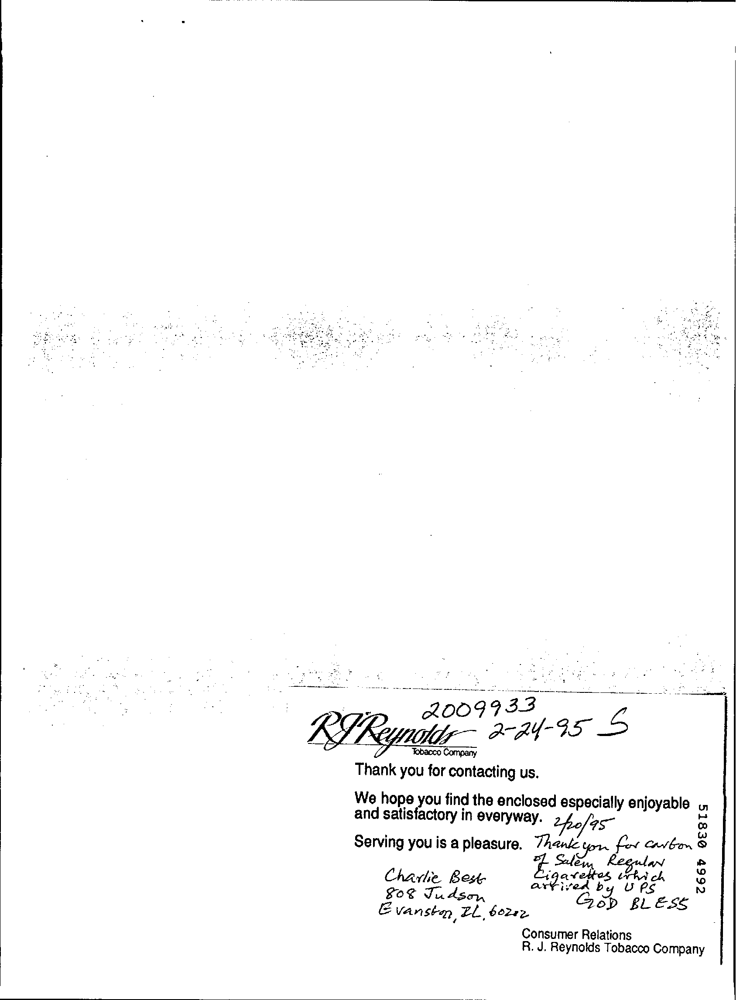 2009933
RJReynolds 2-24-95 S
Tobacco Company
Thank you for contacting us.
We hope you find the enclosed especially enjoyable
and satisfactory in everyway. 2/20/95
Serving you is a pleasure. Thank you for carton
of Salem Regular
Cigarettes which
arrived by UPS
GOD BLESS
Charlie Best
808 Judson
Evanston, IL, 60202
Consumer Relations
R. J. Reynolds Tobacco Company
51830 4992